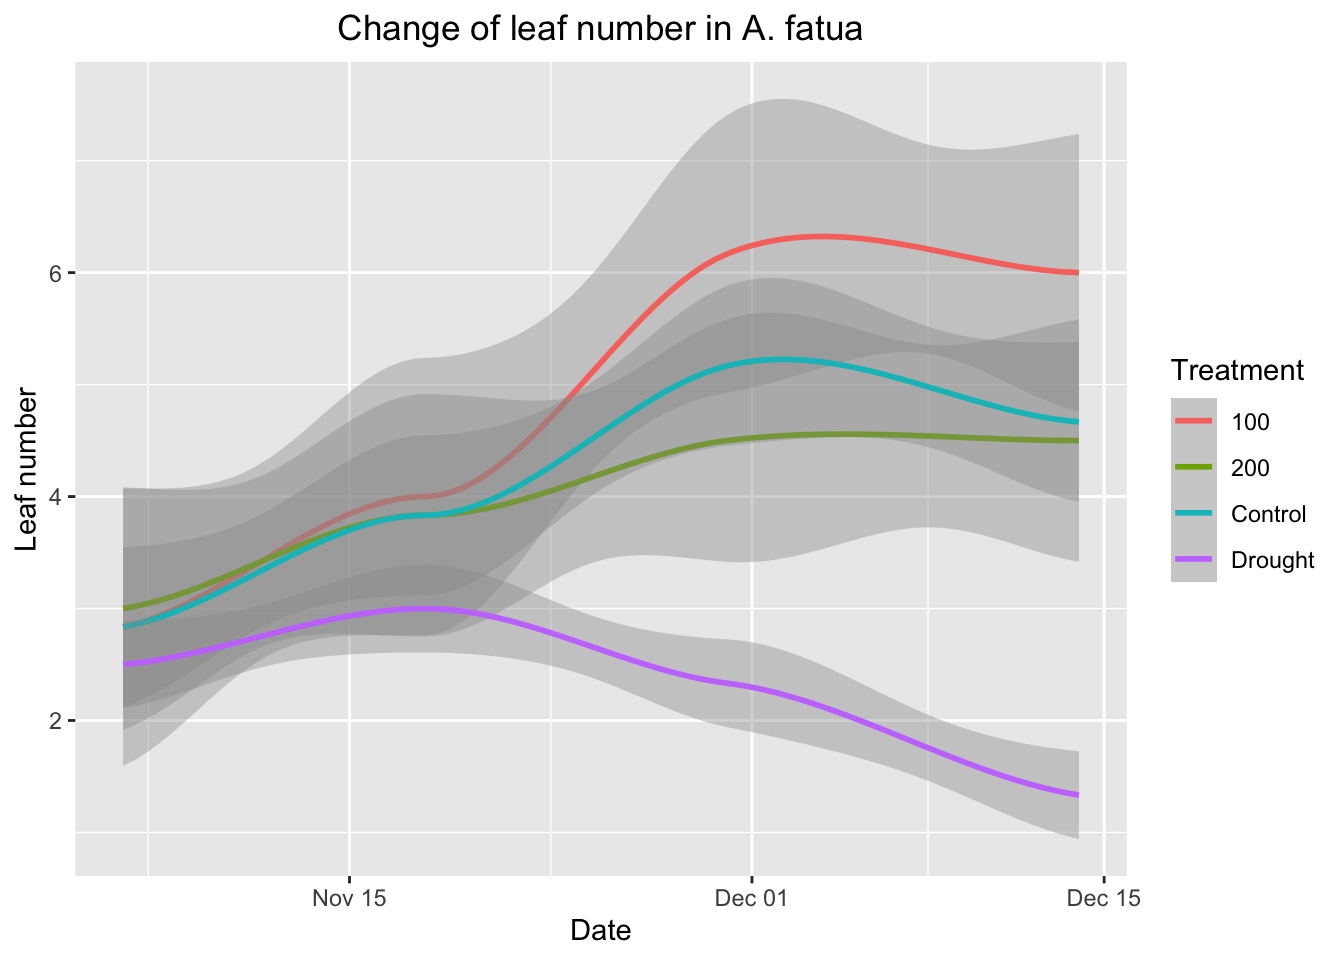 Change of leaf number in A. fatua
Leaf number
6
4
2
Nov 15
Dec 01
Dec 15
Date
Treatment
100
200
Control
Drought